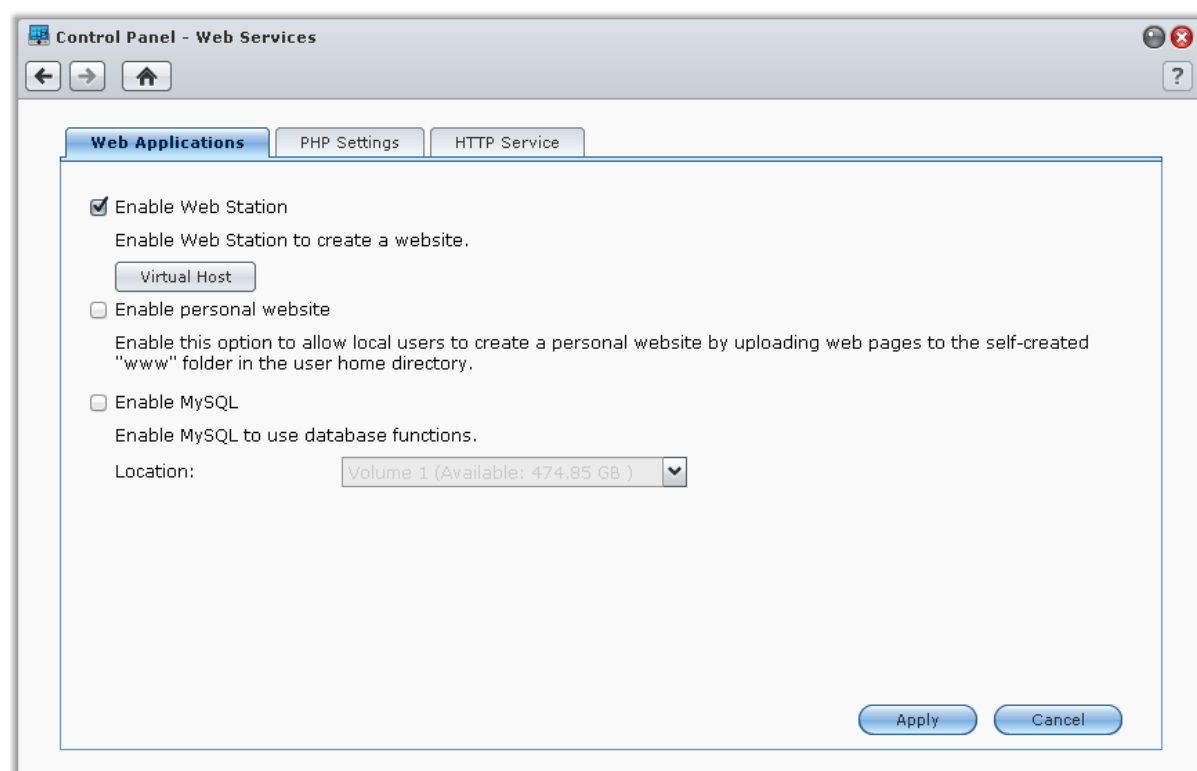 Control Panel - Web Services
?
Web Applications
PHP Settings
HTTP Service
Enable Web Station
Enable Web Station to create a website.
Virtual Host
Enable personal website
Enable this option to allow local users to create a personal website by uploading web pages to the self-created
"www" folder in the user home directory.
Enable MySQL
Enable MySQL to use database functions.
Location:
Volume 1 (Available: 474.85 GB )
Apply
Cancel